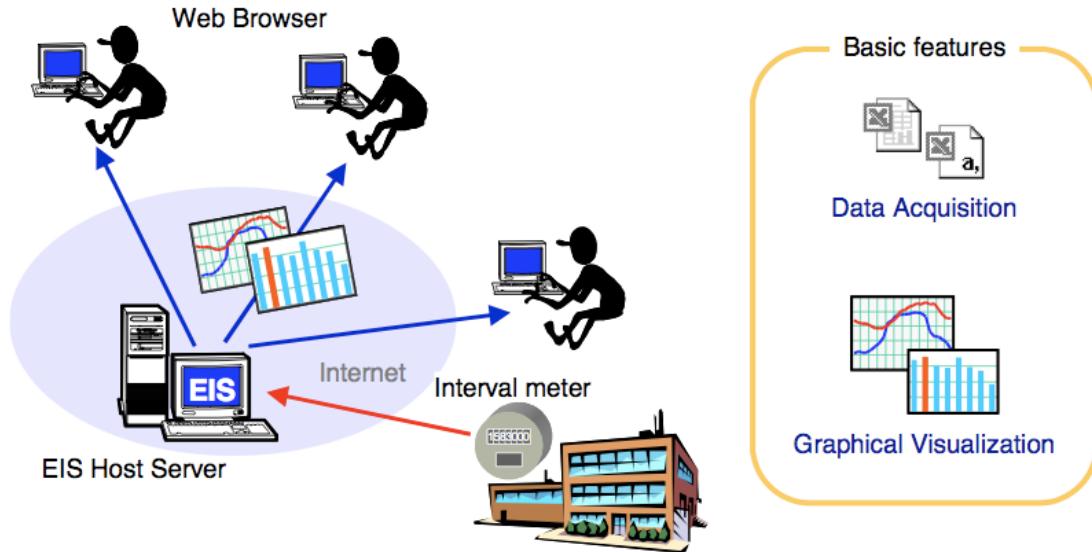 Web Browser
Basic features
a,
Data Acquisition
EIS
Internet
Interval meter
EIS Host Server
Graphical Visualization